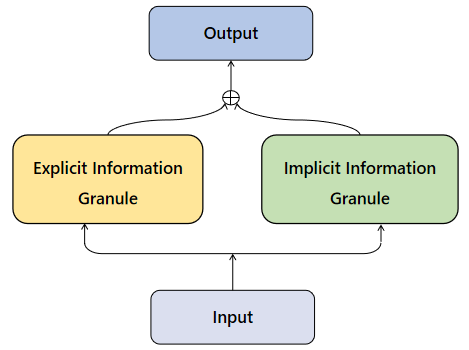 Output
Explicit Information
Granule
Implicit Information
Granule
Input